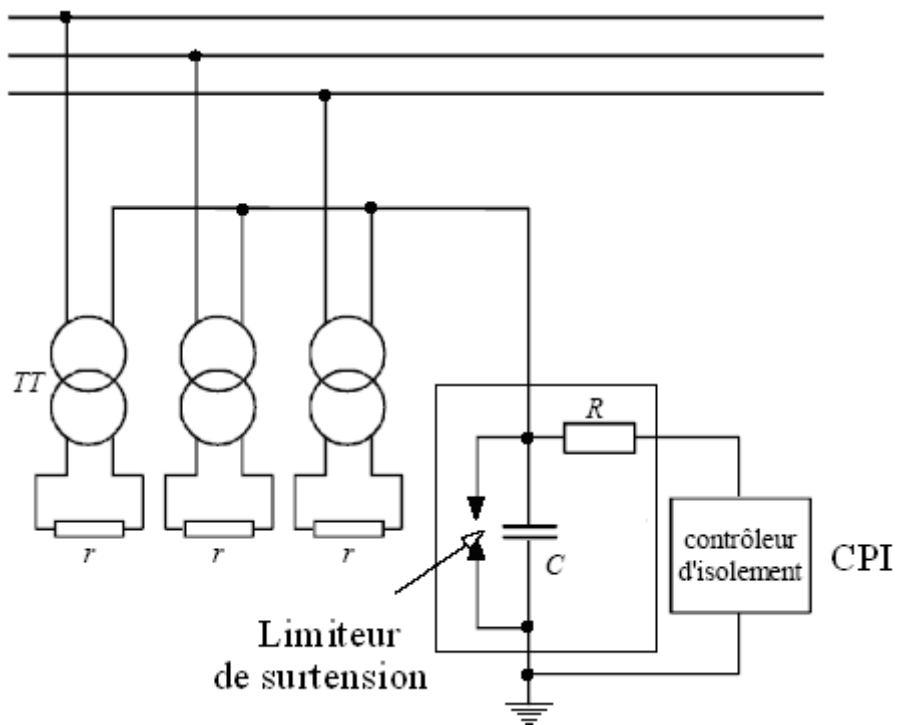 TT
R
r
r
r
C
contrôleur
d'isolement
CPI
Limiteur
de surtension